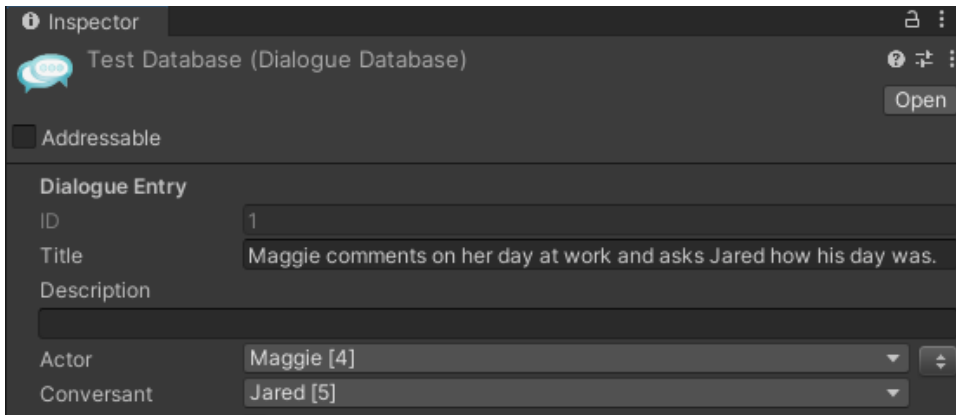 Inspector
Test Database (Dialogue Database)
Open
Addressable
Dialogue Entry
ID 1
Title Maggie comments on her day at work and asks Jared how his day was.
Description
Actor Maggie [4]
Conversant Jared [5]